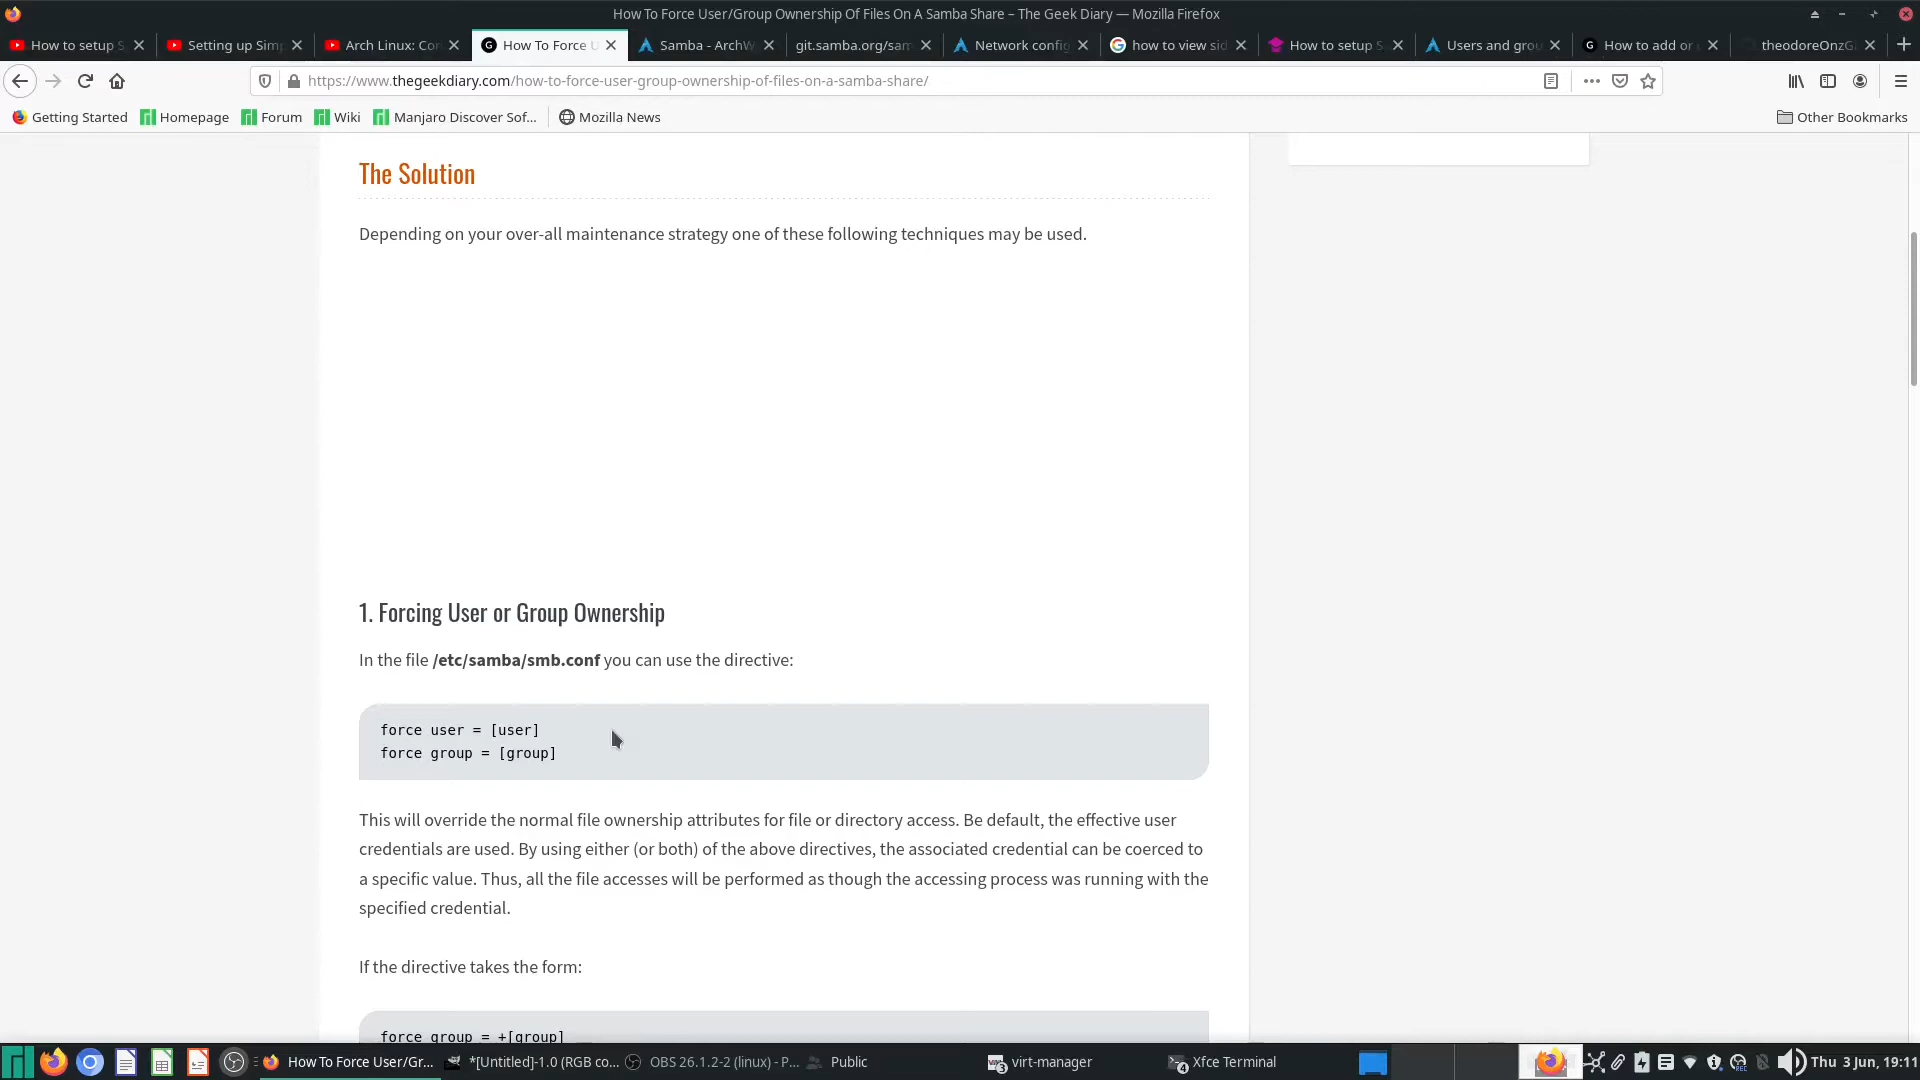 How To Force User/Group Ownership Of Files On A Samba Share – The Geek Diary — Mozilla Firefox
How to setup S
Setting up Sim
Arch Linux: Con
How To Force U
Samba - ArchW
git.samba.org/sam
Network config
how to view sid
How to setup S
Users and grou
How to add or
theodoreOnzG
https://www.thegeekdiary.com/how-to-force-user-group-ownership-of-files-on-a-samba-share/
Getting Started
Homepage
Forum
Wiki
Manjaro Discover Sof...
Mozilla News
Other Bookmarks
The Solution
Depending on your over-all maintenance strategy one of these following techniques may be used.
1. Forcing User or Group Ownership
In the file /etc/samba/smb.conf you can use the directive:
force user = [user]
force group = [group]
This will override the normal file ownership attributes for file or directory access. Be default, the effective user
credentials are used. By using either (or both) of the above directives, the associated credential can be coerced to
a specific value. Thus, all the file accesses will be performed as though the accessing process was running with the
specified credential.
If the directive takes the form:
force group = +[group]
How To Force User/Gr...
*[Untitled]-1.0 (RGB co...
OBS 26.1.2-2 (linux) - P...
Public
3
virt-manager
4
Xfce Terminal
REC
Thu 3 Jun, 19:11